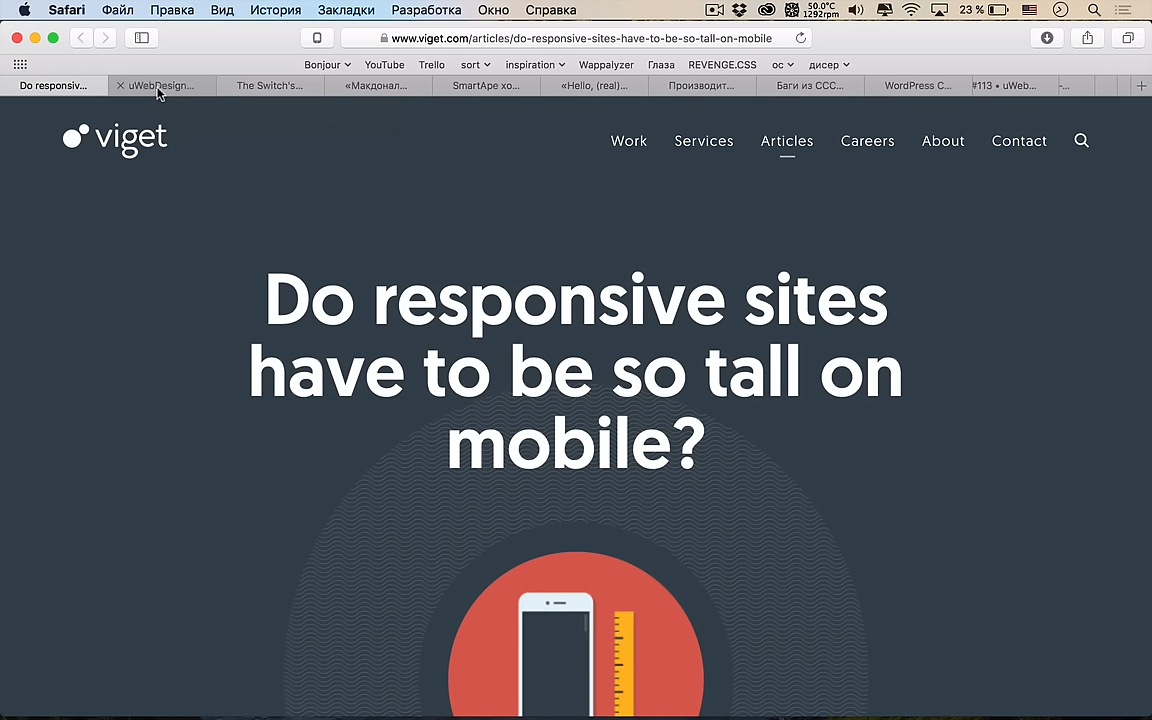 Safari Файл Правка Вид История Закладки Разработка Окно Справка 50.0°C 1292rpm 23 %
www.viget.com/articles/do-responsive-sites-have-to-be-so-tall-on-mobile
Bonjour YouTube Trello sort inspiration Wappalyzer Глаза REVENGE.CSS ос дисер
Do responsiv... uWebDesign... The Switch's... «Макдонал... SmartApe хо... «Hello, (real)... Производит... Баги из ССС... WordPress C... #113 • uWeb... -...
viget
Work Services Articles Careers About Contact
Do responsive sites
have to be so tall on
mobile?